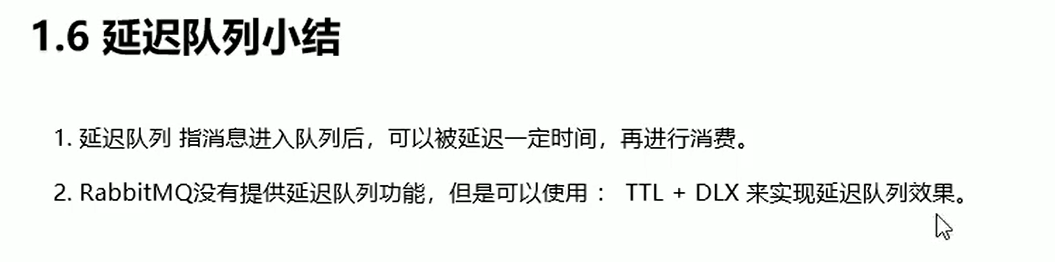 1.6 延迟队列小结
1. 延迟队列 指消息进入队列后，可以被延迟一定时间，再进行消费。
2. RabbitMQ没有提供延迟队列功能，但是可以使用 ： TTL + DLX 来实现延迟队列效果。